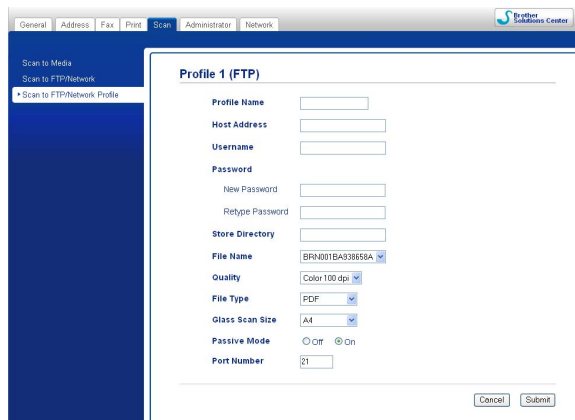 General Address Fax Print Scan Administrator Network
Brother
Solutions Center
Scan to Media
Scan to FTP/Network
Scan to FTP/Network Profile
Profile 1 (FTP)
Profile Name
Host Address
Username
Password
New Password
Retype Password
Store Directory
File Name BRN001BA938658A
Quality Color 100 dpi
File Type PDF
Glass Scan Size A4
Passive Mode Off On
Port Number 21
Cancel Submit